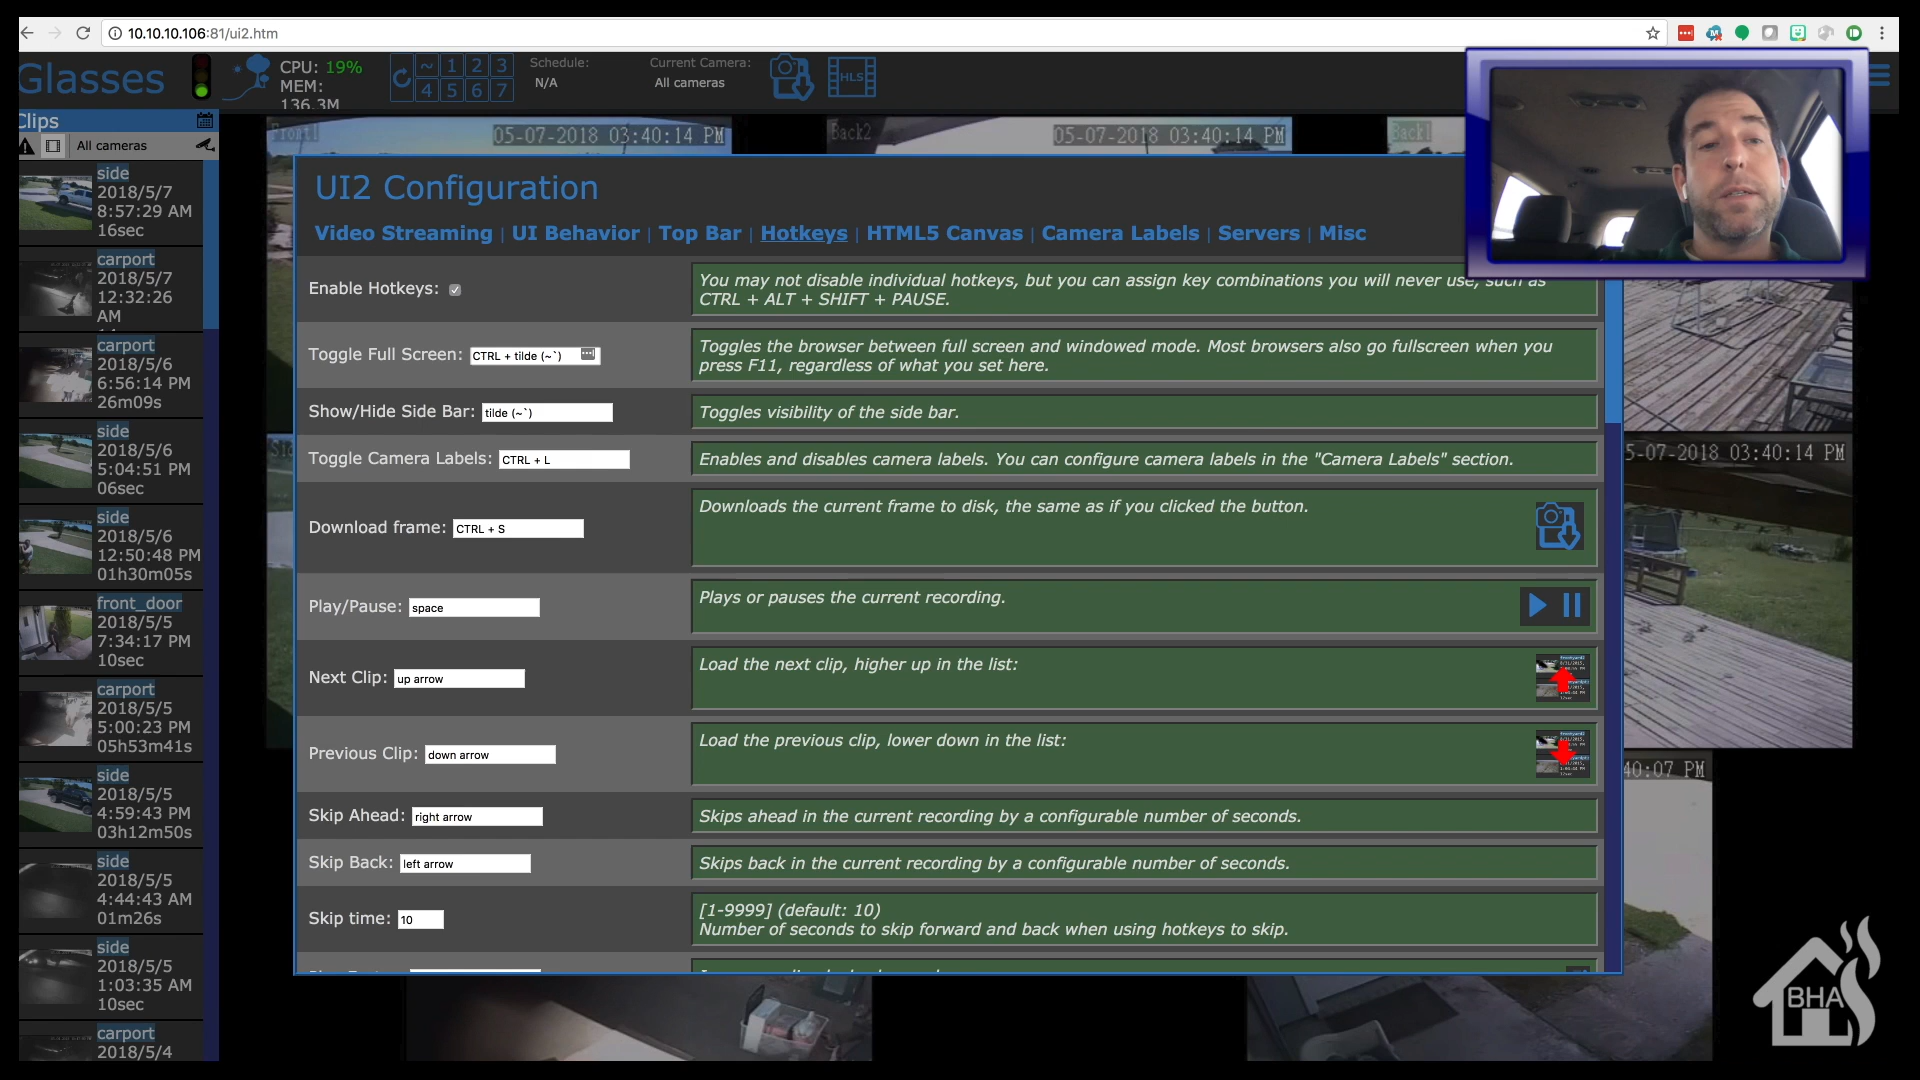 10.10.10.106:81/ui2.htm
Glasses
CPU: 19%
MEM:
136.3M
~ 1 2 3
4 5 6 7
Schedule:
N/A
Current Camera:
All cameras
HLS
Clips
All cameras
side
2018/5/7
8:57:29 AM
16sec
carport
2018/5/7
12:32:26
AM
carport
2018/5/6
6:56:14 PM
26m09s
side
2018/5/6
5:04:51 PM
06sec
side
2018/5/6
12:50:48 PM
01h30m05s
front_door
2018/5/5
7:34:17 PM
10sec
carport
2018/5/5
5:00:23 PM
05h53m41s
side
2018/5/5
4:59:43 PM
03h12m50s
side
2018/5/5
4:44:43 AM
01m26s
side
2018/5/5
1:03:35 AM
10sec
carport
2018/5/4
Front1
05-07-2018 03:40:14 PM
Back2
05-07-2018 03:40:14 PM
Back1
UI2 Configuration
Video Streaming | UI Behavior | Top Bar | Hotkeys | HTML5 Canvas | Camera Labels | Servers | Misc
Enable Hotkeys:
You may not disable individual hotkeys, but you can assign key combinations you will never use, such as
CTRL + ALT + SHIFT + PAUSE.
Toggle Full Screen: CTRL + tilde (~`)
Toggles the browser between full screen and windowed mode. Most browsers also go fullscreen when you
press F11, regardless of what you set here.
Show/Hide Side Bar: tilde (~`)
Toggles visibility of the side bar.
Toggle Camera Labels: CTRL + L
Enables and disables camera labels. You can configure camera labels in the "Camera Labels" section.
Download frame: CTRL + S
Downloads the current frame to disk, the same as if you clicked the button.
Play/Pause: space
Plays or pauses the current recording.
Next Clip: up arrow
Load the next clip, higher up in the list:
Previous Clip: down arrow
Load the previous clip, lower down in the list:
Skip Ahead: right arrow
Skips ahead in the current recording by a configurable number of seconds.
Skip Back: left arrow
Skips back in the current recording by a configurable number of seconds.
Skip time: 10
[1-9999] (default: 10)
Number of seconds to skip forward and back when using hotkeys to skip.
5-07-2018 03:40:14 PM
40:07 PM
BHA